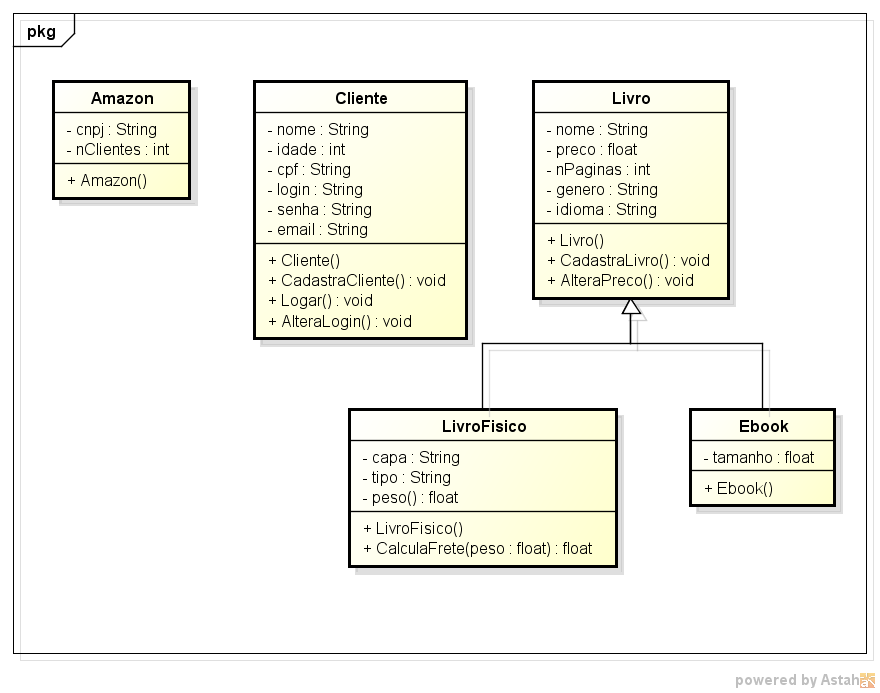 pkg
Amazon
- cnpj : String
- nClientes : int
+ Amazon()
Cliente
- nome : String
- idade : int
- cpf : String
- login : String
- senha : String
- email : String
+ Cliente()
+ CadastraCliente() : void
+ Logar() : void
+ AlteraLogin() : void
Livro
- nome : String
- preco : float
- nPaginas : int
- genero : String
- idioma : String
+ Livro()
+ CadastraLivro() : void
+ AlteraPreco() : void
LivroFisico
- capa : String
- tipo : String
- peso() : float
+ LivroFisico()
+ CalculaFrete(peso : float) : float
Ebook
- tamanho : float
+ Ebook()
powered by Astah